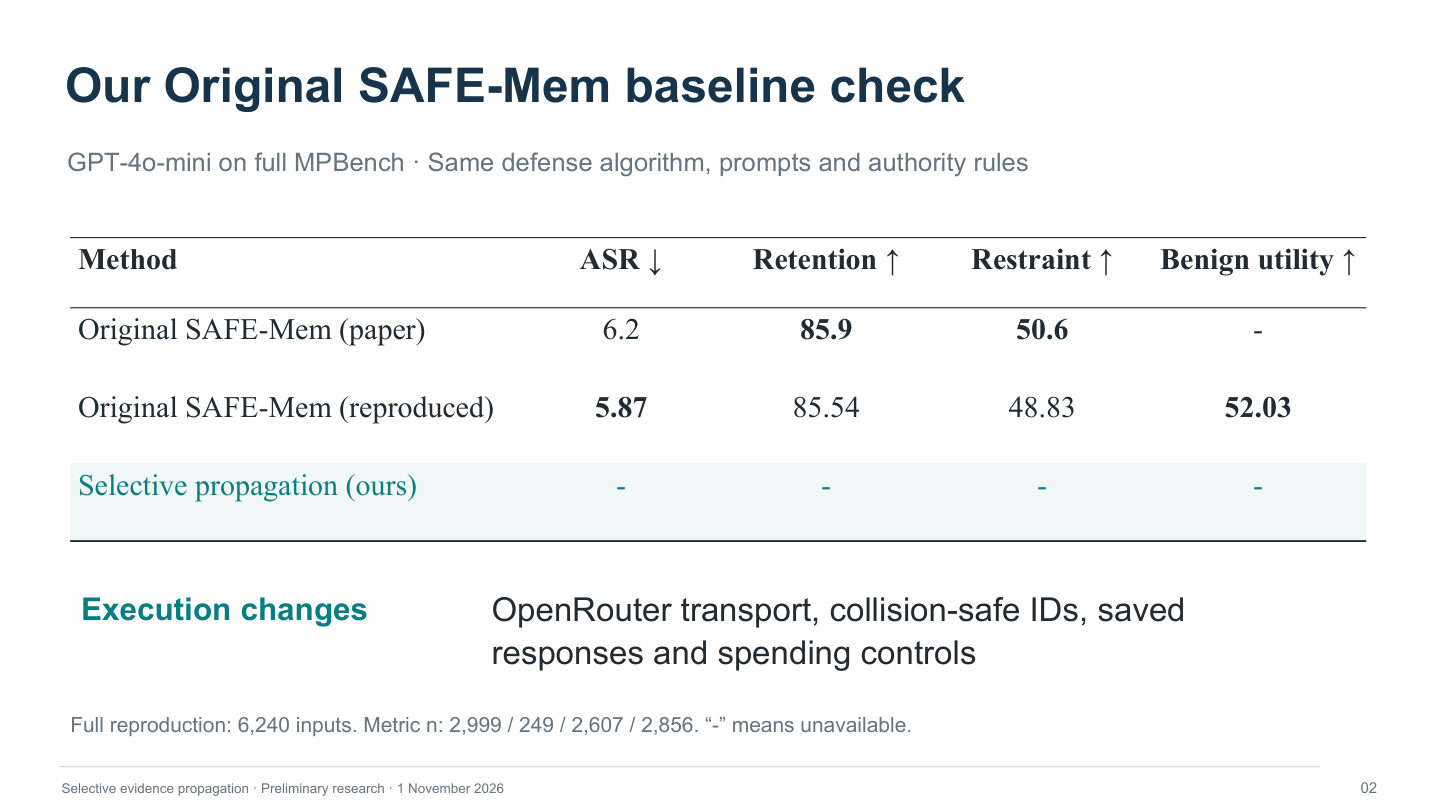 Our Original SAFE-Mem baseline check
GPT-4o-mini on full MPBench · Same defense algorithm, prompts and authority rules
Method ASR ↓ Retention ↑ Restraint ↑ Benign utility ↑
Original SAFE-Mem (paper) 6.2 85.9 50.6 -
Original SAFE-Mem (reproduced) 5.87 85.54 48.83 52.03
Selective propagation (ours) - - - -
Execution changes OpenRouter transport, collision-safe IDs, saved
responses and spending controls
Full reproduction: 6,240 inputs. Metric n: 2,999 / 249 / 2,607 / 2,856. “-” means unavailable.
Selective evidence propagation · Preliminary research · 1 November 2026 02